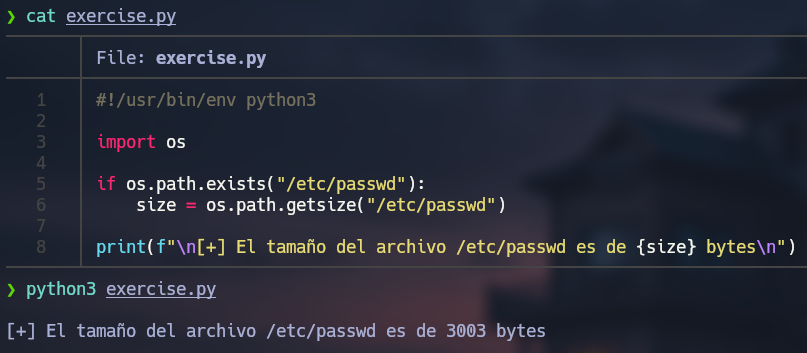 ❯ cat exercise.py
File: exercise.py
1 #!/usr/bin/env python3
2
3 import os
4
5 if os.path.exists("/etc/passwd"):
6     size = os.path.getsize("/etc/passwd")
7
8 print(f"\n[+] El tamaño del archivo /etc/passwd es de {size} bytes\n")
❯ python3 exercise.py
[+] El tamaño del archivo /etc/passwd es de 3003 bytes